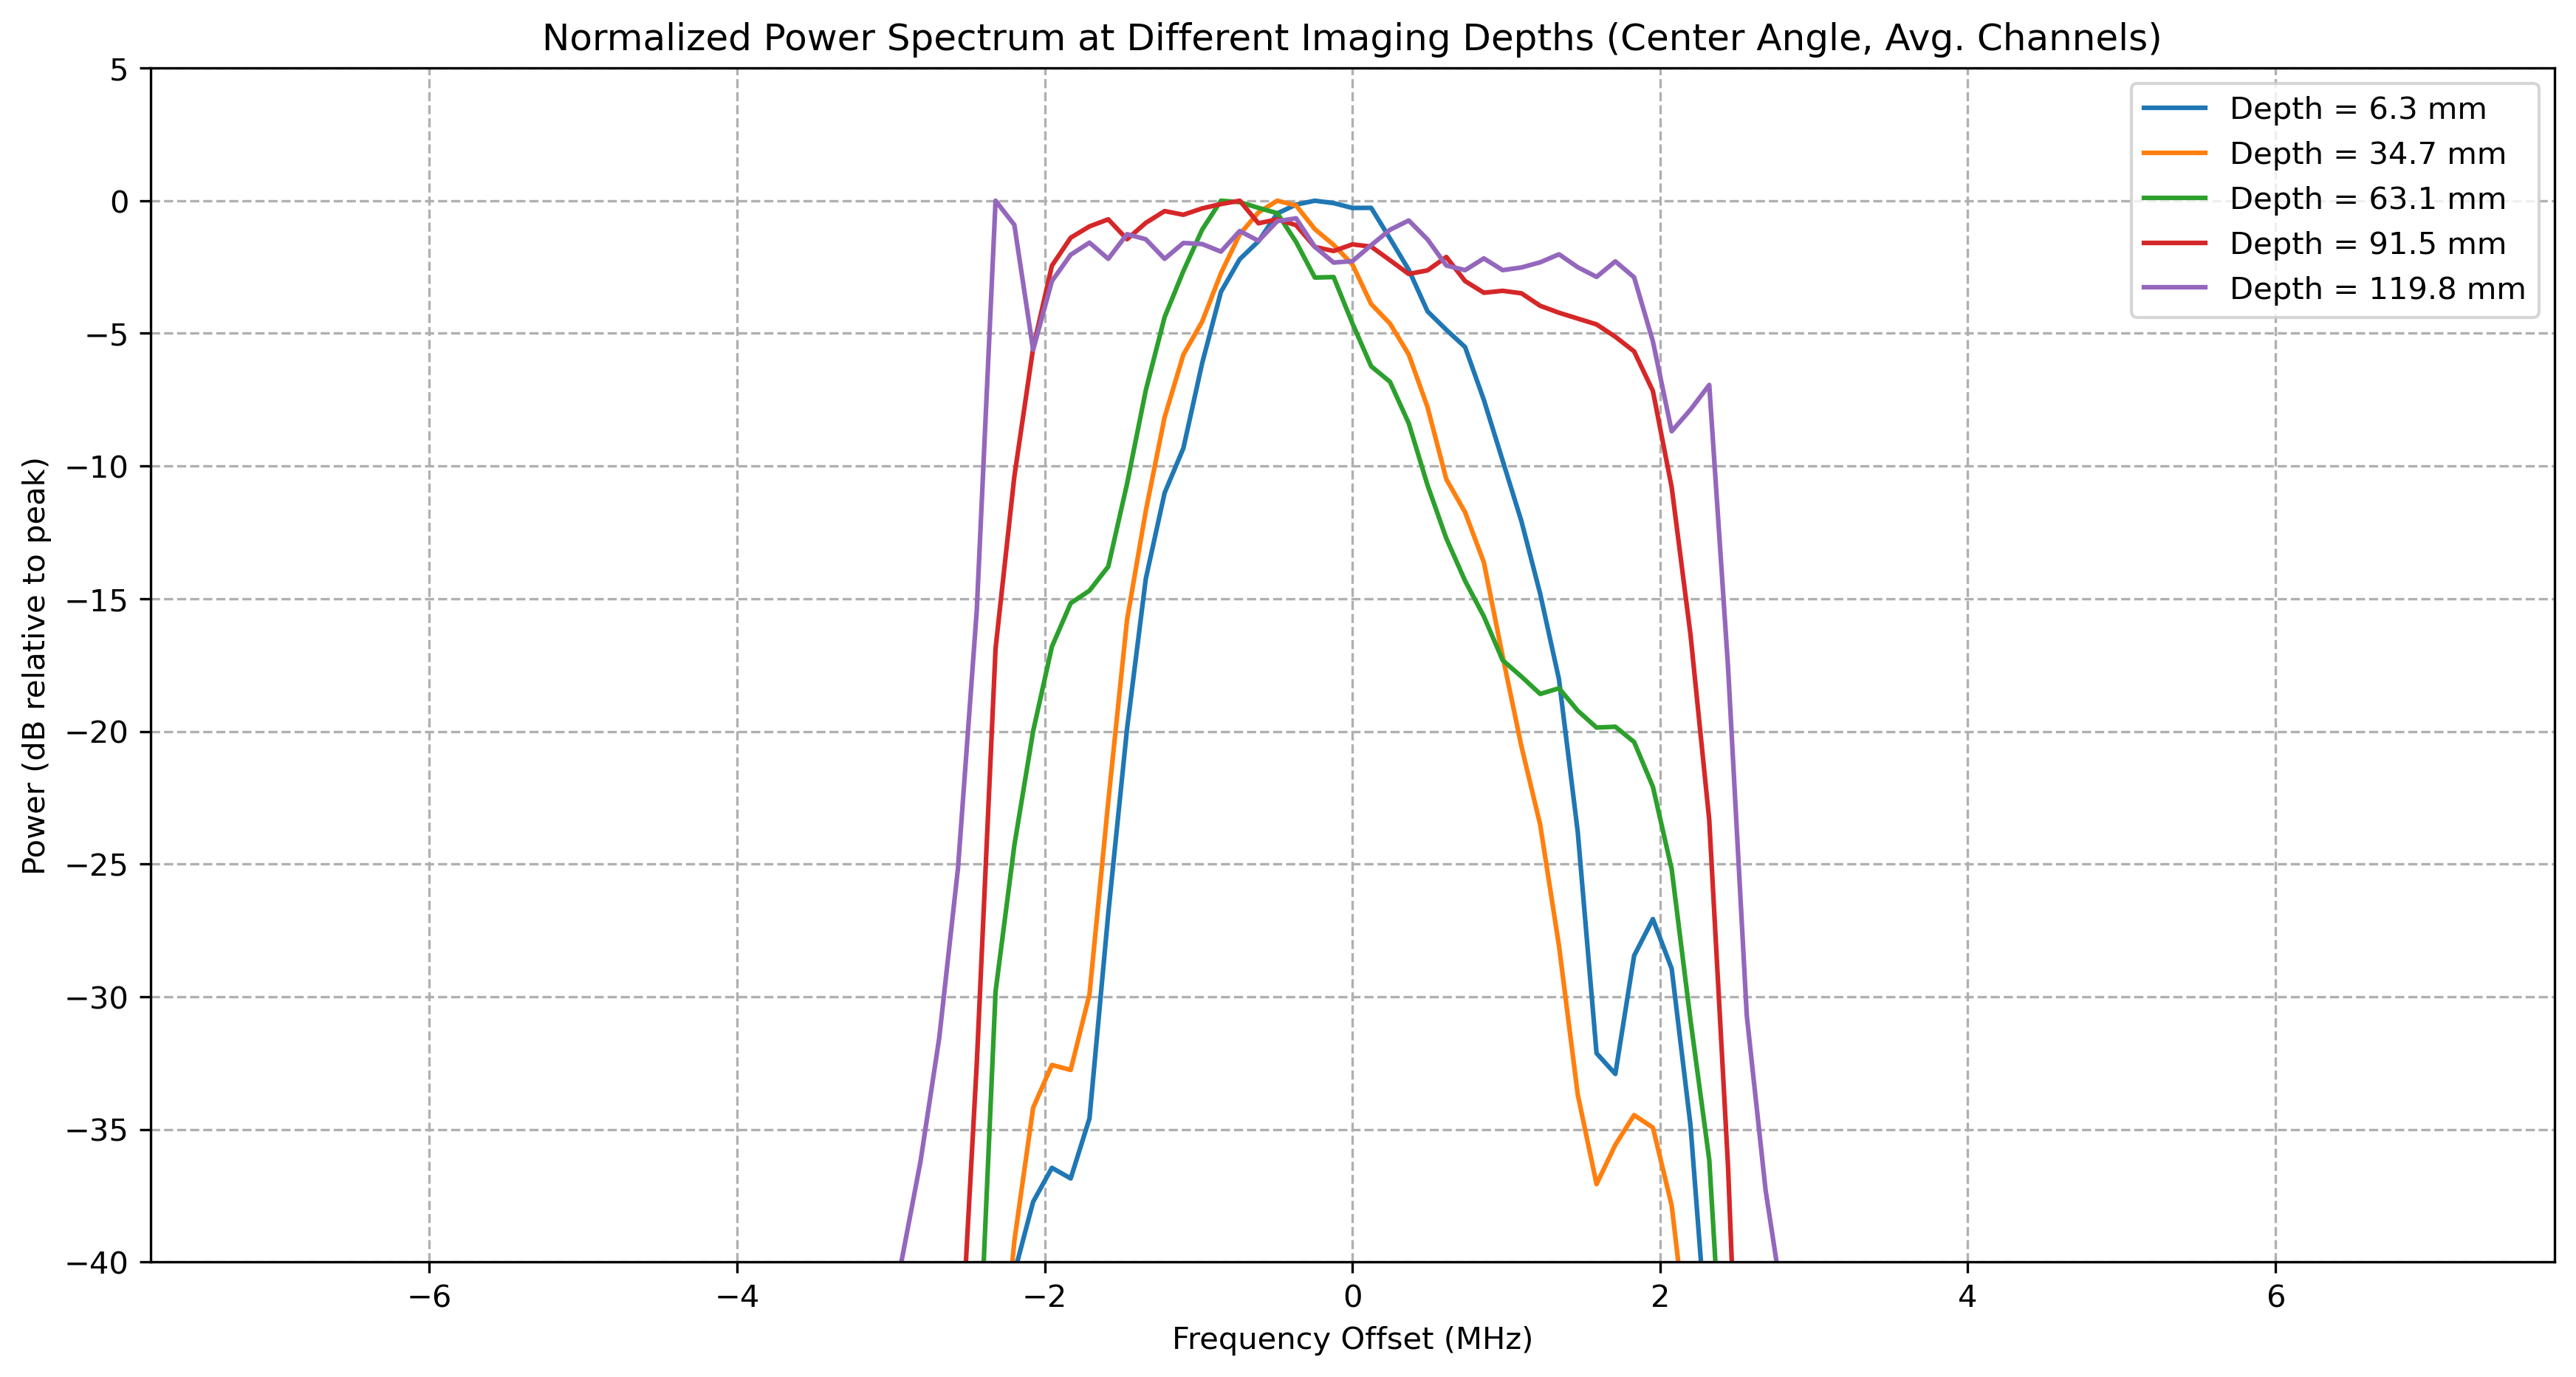 Normalized Power Spectrum at Different Imaging Depths (Center Angle, Avg. Channels)
Depth = 6.3 mm
Depth = 34.7 mm
Depth = 63.1 mm
Depth = 91.5 mm
Depth = 119.8 mm
Power (dB relative to peak)
5
0
−5
−10
−15
−20
−25
−30
−35
−40
−6 −4 −2 0 2 4 6
Frequency Offset (MHz)